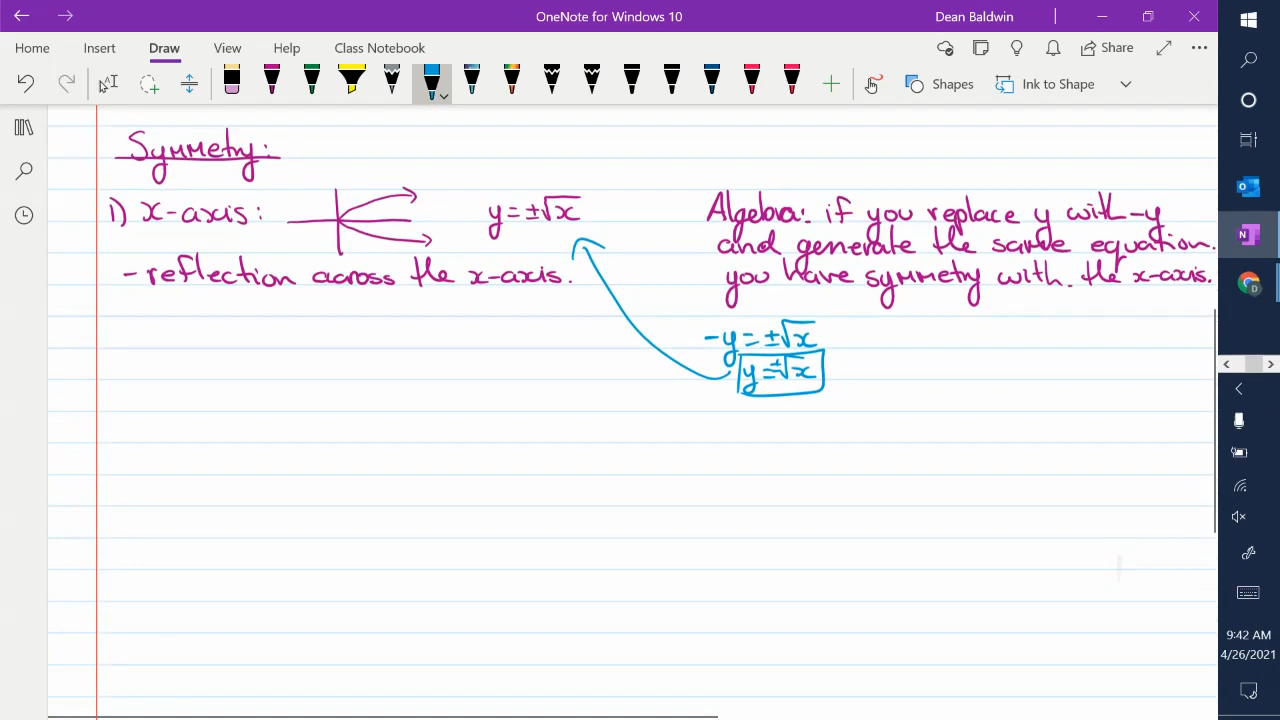 OneNote for Windows 10
Dean Baldwin
Home Insert Draw View Help Class Notebook
Share
Shapes
Ink to Shape
Symmetry:
1) x-axis:
y = ±√x
- reflection across the x-axis.
Algebra: if you replace y with -y
and generate the same equation.
you have symmetry with. the x-axis.
-y = ±√x
y = ±√x
9:42 AM
4/26/2021